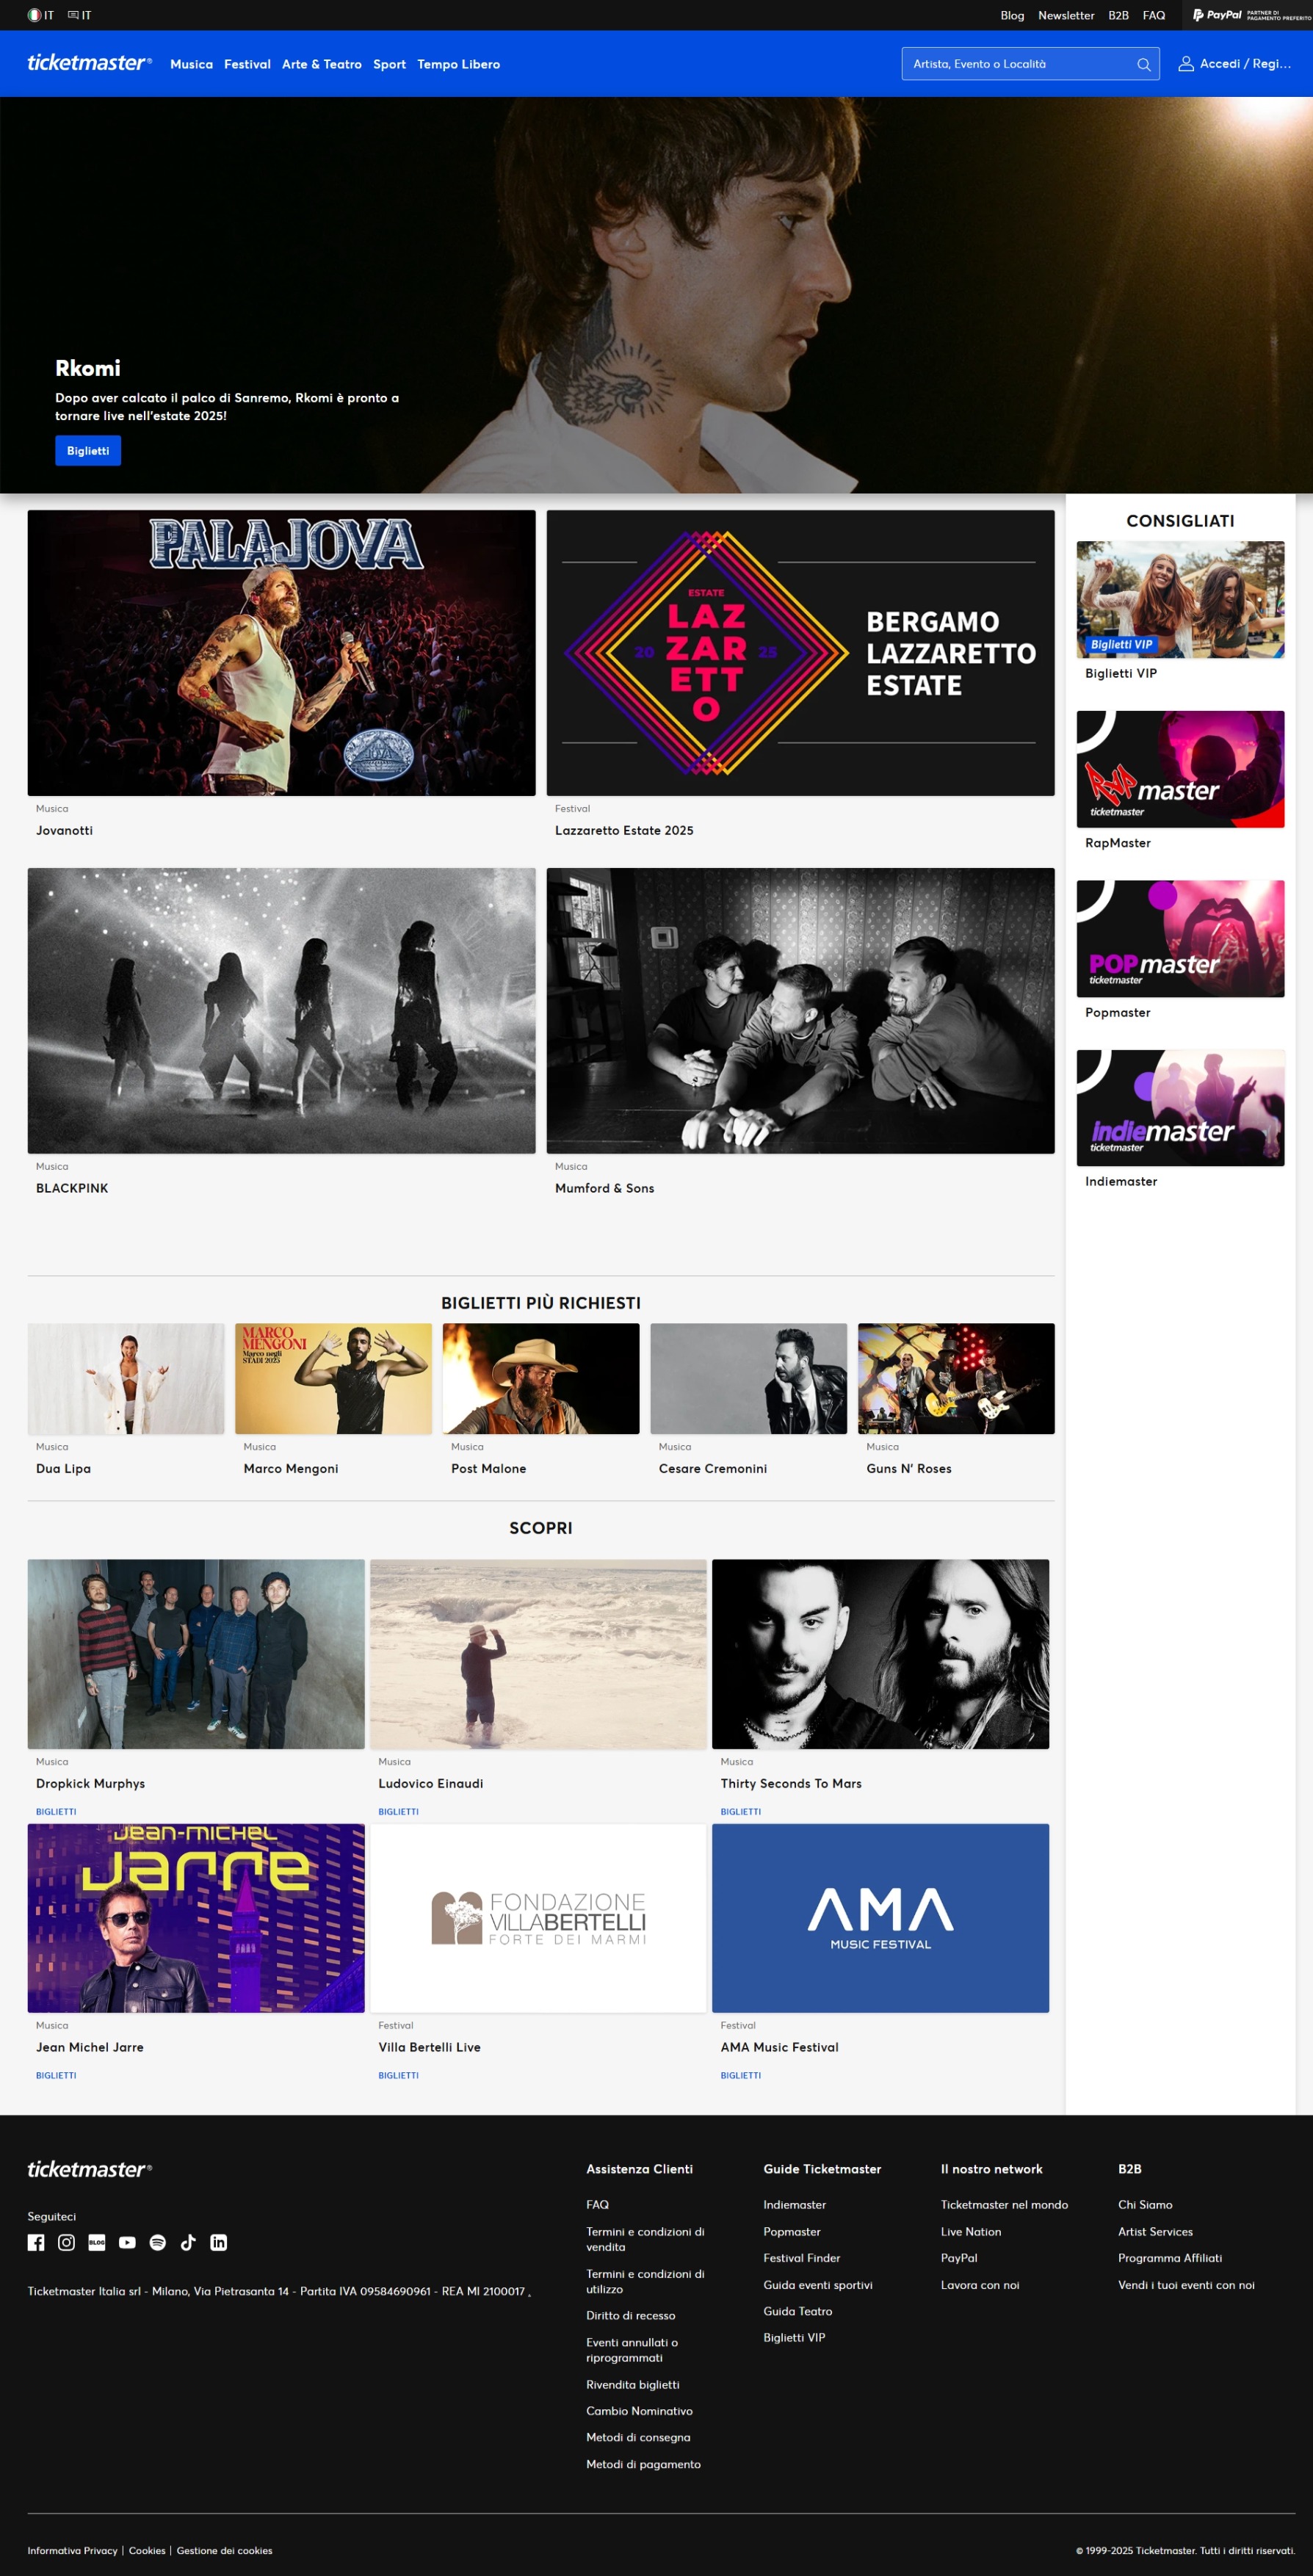 IT IT Blog Newsletter B2B FAQ PayPal PARTNER DI
PAGAMENTO PREFERITO
ticketmaster® Musica Festival Arte & Teatro Sport Tempo Libero Artista, Evento o Località Accedi / Regi...
Rkomi
Dopo aver calcato il palco di Sanremo, Rkomi è pronto a
tornare live nell'estate 2025!
Biglietti
PALAJOVA
JOVA
Musica
Jovanotti
ESTATE
LAZ
ZAR
20 25
ETT
O
BERGAMO
LAZZARETTO
ESTATE
Festival
Lazzaretto Estate 2025
Musica
BLACKPINK
Musica
Mumford & Sons
CONSIGLIATI
Biglietti VIP
Biglietti VIP
RAPmaster
ticketmaster
RapMaster
POPmaster
ticketmaster
Popmaster
indiemaster
ticketmaster
Indiemaster
BIGLIETTI PIÙ RICHIESTI
Musica
Dua Lipa
MARCO
MENGONI
Marco negli
STADI 2025
Musica
Marco Mengoni
Musica
Post Malone
Musica
Cesare Cremonini
Musica
Guns N' Roses
SCOPRI
Musica
Dropkick Murphys
BIGLIETTI
Musica
Ludovico Einaudi
BIGLIETTI
Musica
Thirty Seconds To Mars
BIGLIETTI
Jean-Michel
Jarre
Musica
Jean Michel Jarre
BIGLIETTI
FONDAZIONE
VILLABERTELLI
FORTE DEI MARMI
Festival
Villa Bertelli Live
BIGLIETTI
AMA
MUSIC FESTIVAL
Festival
AMA Music Festival
BIGLIETTI
ticketmaster®
Seguiteci
BLOG
Ticketmaster Italia srl - Milano, Via Pietrasanta 14 - Partita IVA 09584690961 - REA MI 2100017 .
Assistenza Clienti
FAQ
Termini e condizioni di
vendita
Termini e condizioni di
utilizzo
Diritto di recesso
Eventi annullati o
riprogrammati
Rivendita biglietti
Cambio Nominativo
Metodi di consegna
Metodi di pagamento
Guide Ticketmaster
Indiemaster
Popmaster
Festival Finder
Guida eventi sportivi
Guida Teatro
Biglietti VIP
Il nostro network
Ticketmaster nel mondo
Live Nation
PayPal
Lavora con noi
B2B
Chi Siamo
Artist Services
Programma Affiliati
Vendi i tuoi eventi con noi
Informativa Privacy | Cookies | Gestione dei cookies
© 1999-2025 Ticketmaster. Tutti i diritti riservati.